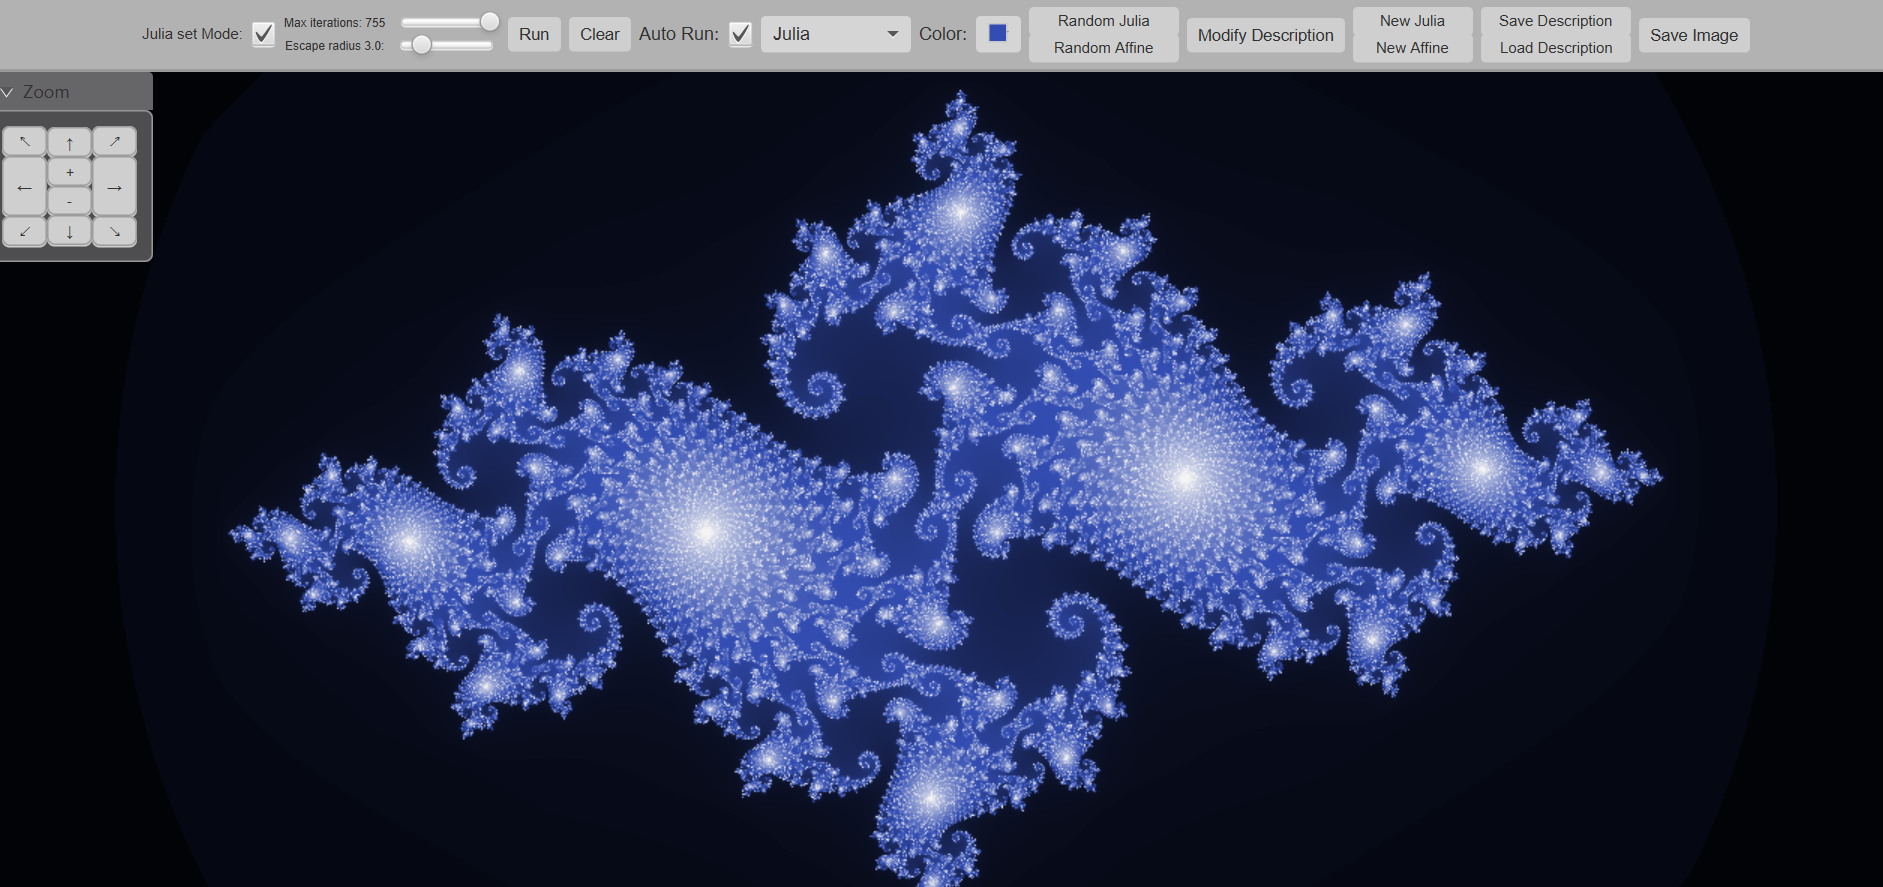 Julia set Mode:
Max iterations: 755
Escape radius 3.0:
Run
Clear
Auto Run:
Julia
Color:
Random Julia
Random Affine
Modify Description
New Julia
New Affine
Save Description
Load Description
Save Image
Zoom
↖ ↑ ↗
+
← →
-
↙ ↓ ↘